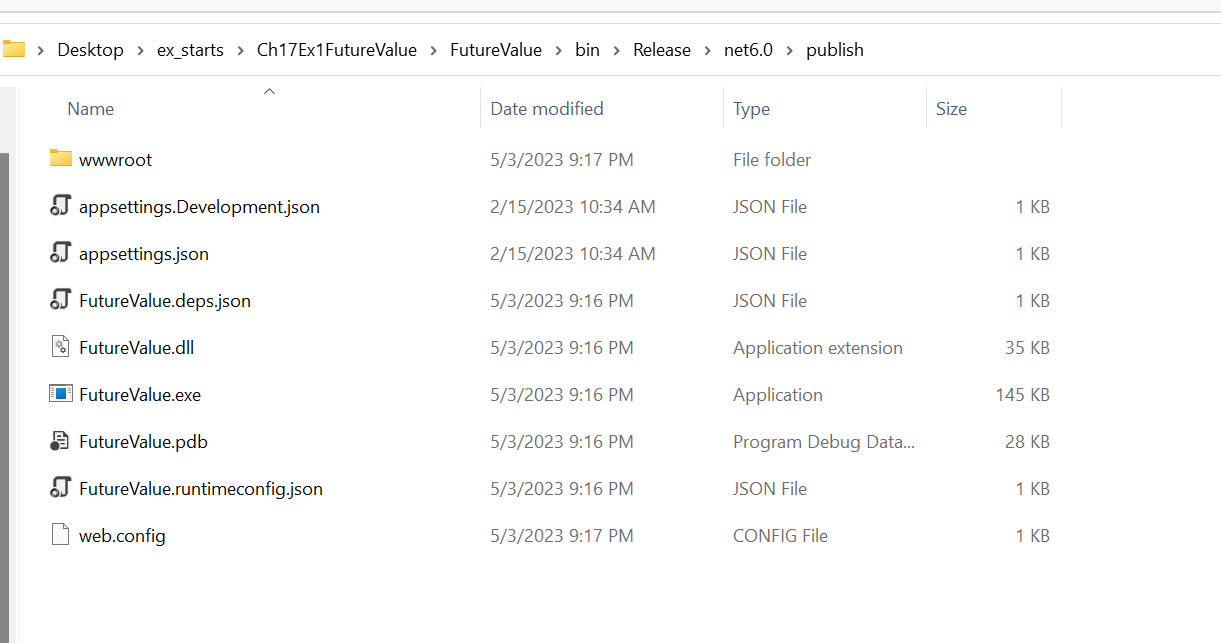 Desktop > ex_starts > Ch17Ex1FutureValue > FutureValue > bin > Release > net6.0 > publish
Name Date modified Type Size
wwwroot 5/3/2023 9:17 PM File folder
appsettings.Development.json 2/15/2023 10:34 AM JSON File 1 KB
appsettings.json 2/15/2023 10:34 AM JSON File 1 KB
FutureValue.deps.json 5/3/2023 9:16 PM JSON File 1 KB
FutureValue.dll 5/3/2023 9:16 PM Application extension 35 KB
FutureValue.exe 5/3/2023 9:16 PM Application 145 KB
FutureValue.pdb 5/3/2023 9:16 PM Program Debug Data... 28 KB
FutureValue.runtimeconfig.json 5/3/2023 9:16 PM JSON File 1 KB
web.config 5/3/2023 9:17 PM CONFIG File 1 KB